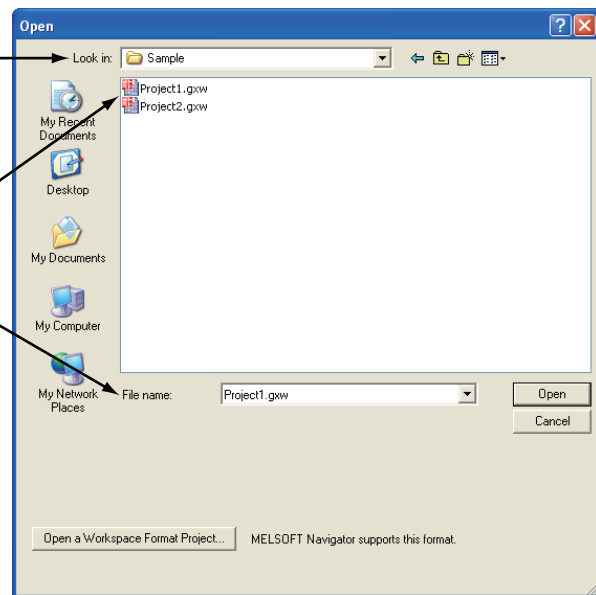 Open
Look in: Sample
Project1.gxw
Project2.gxw
My Recent
Documents
Desktop
My Documents
My Computer
My Network
Places
File name: Project1.gxw Open
Cancel
Open a Workspace Format Project... MELSOFT Navigator supports this format.